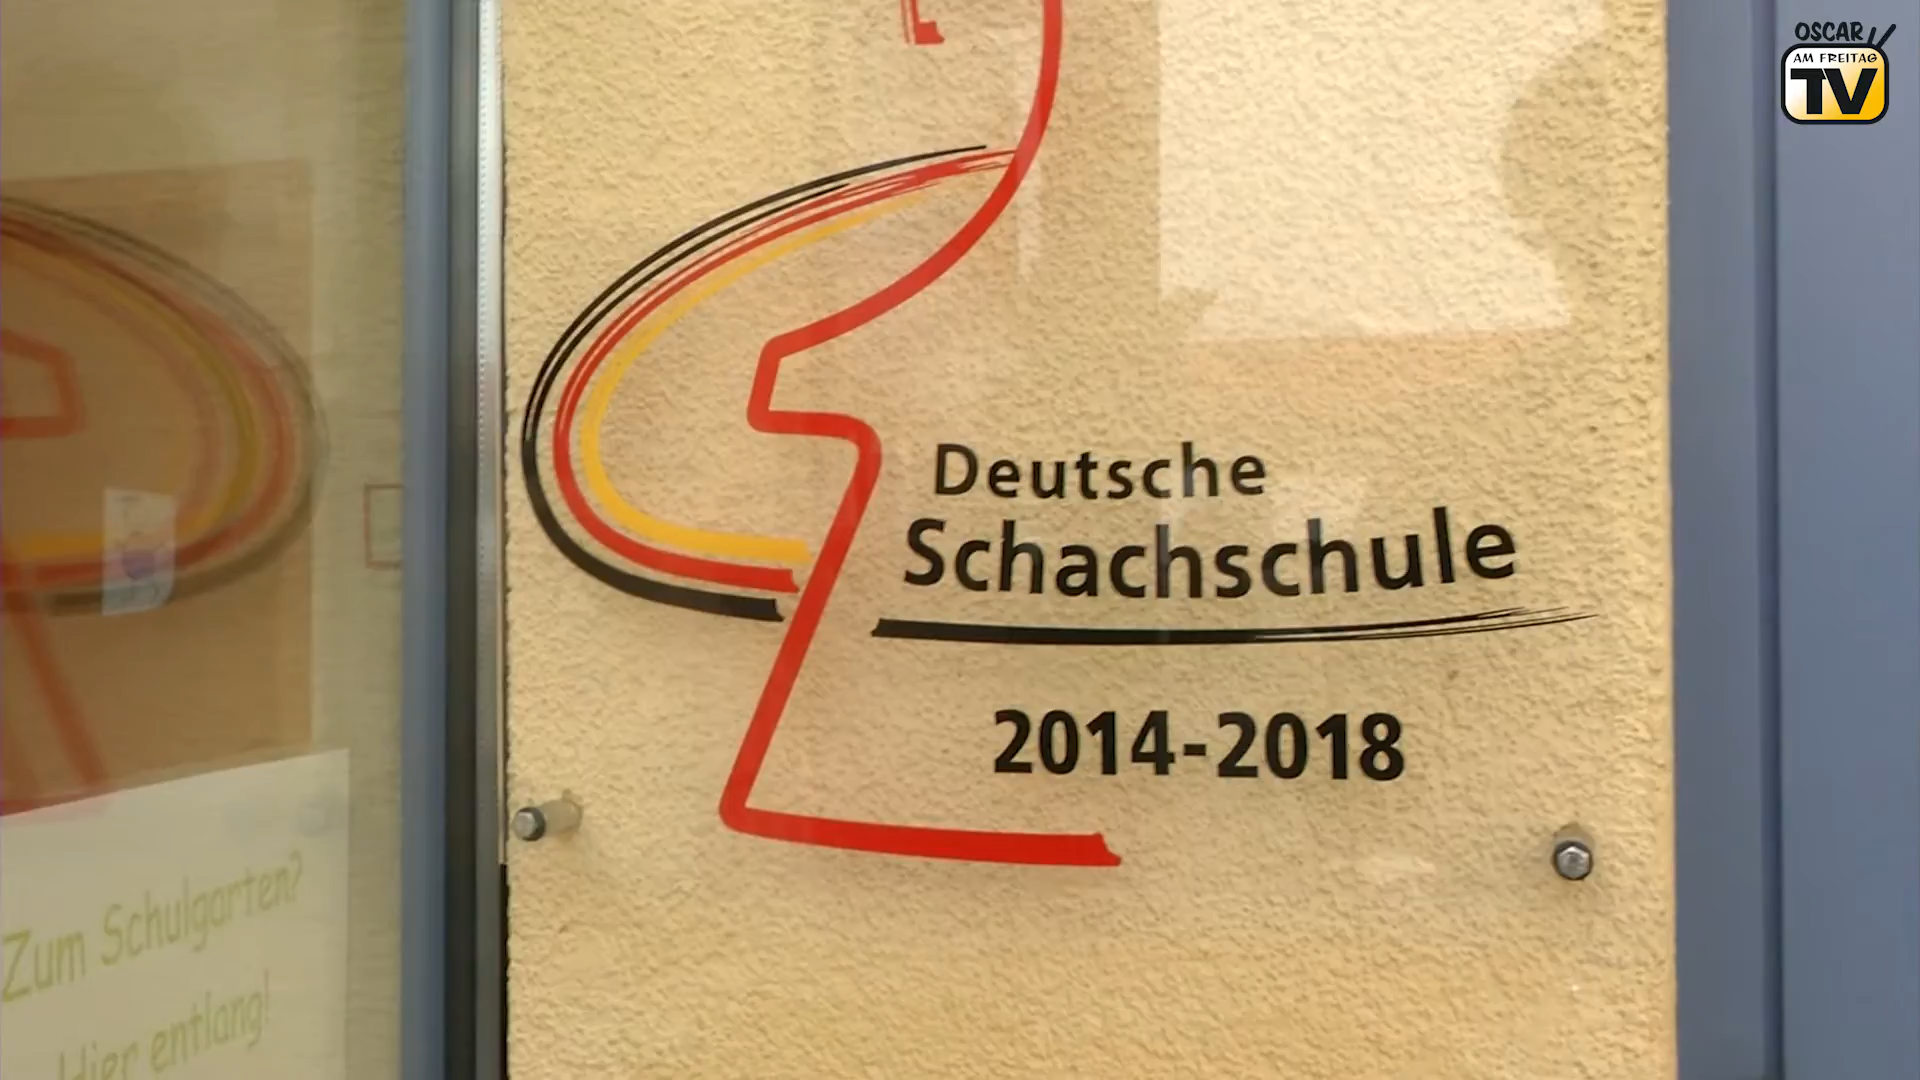 OSCAR
AM FREITAG
TV
Deutsche
Schachschule
2014-2018
Zum Schulgarten?
Hier entlang!